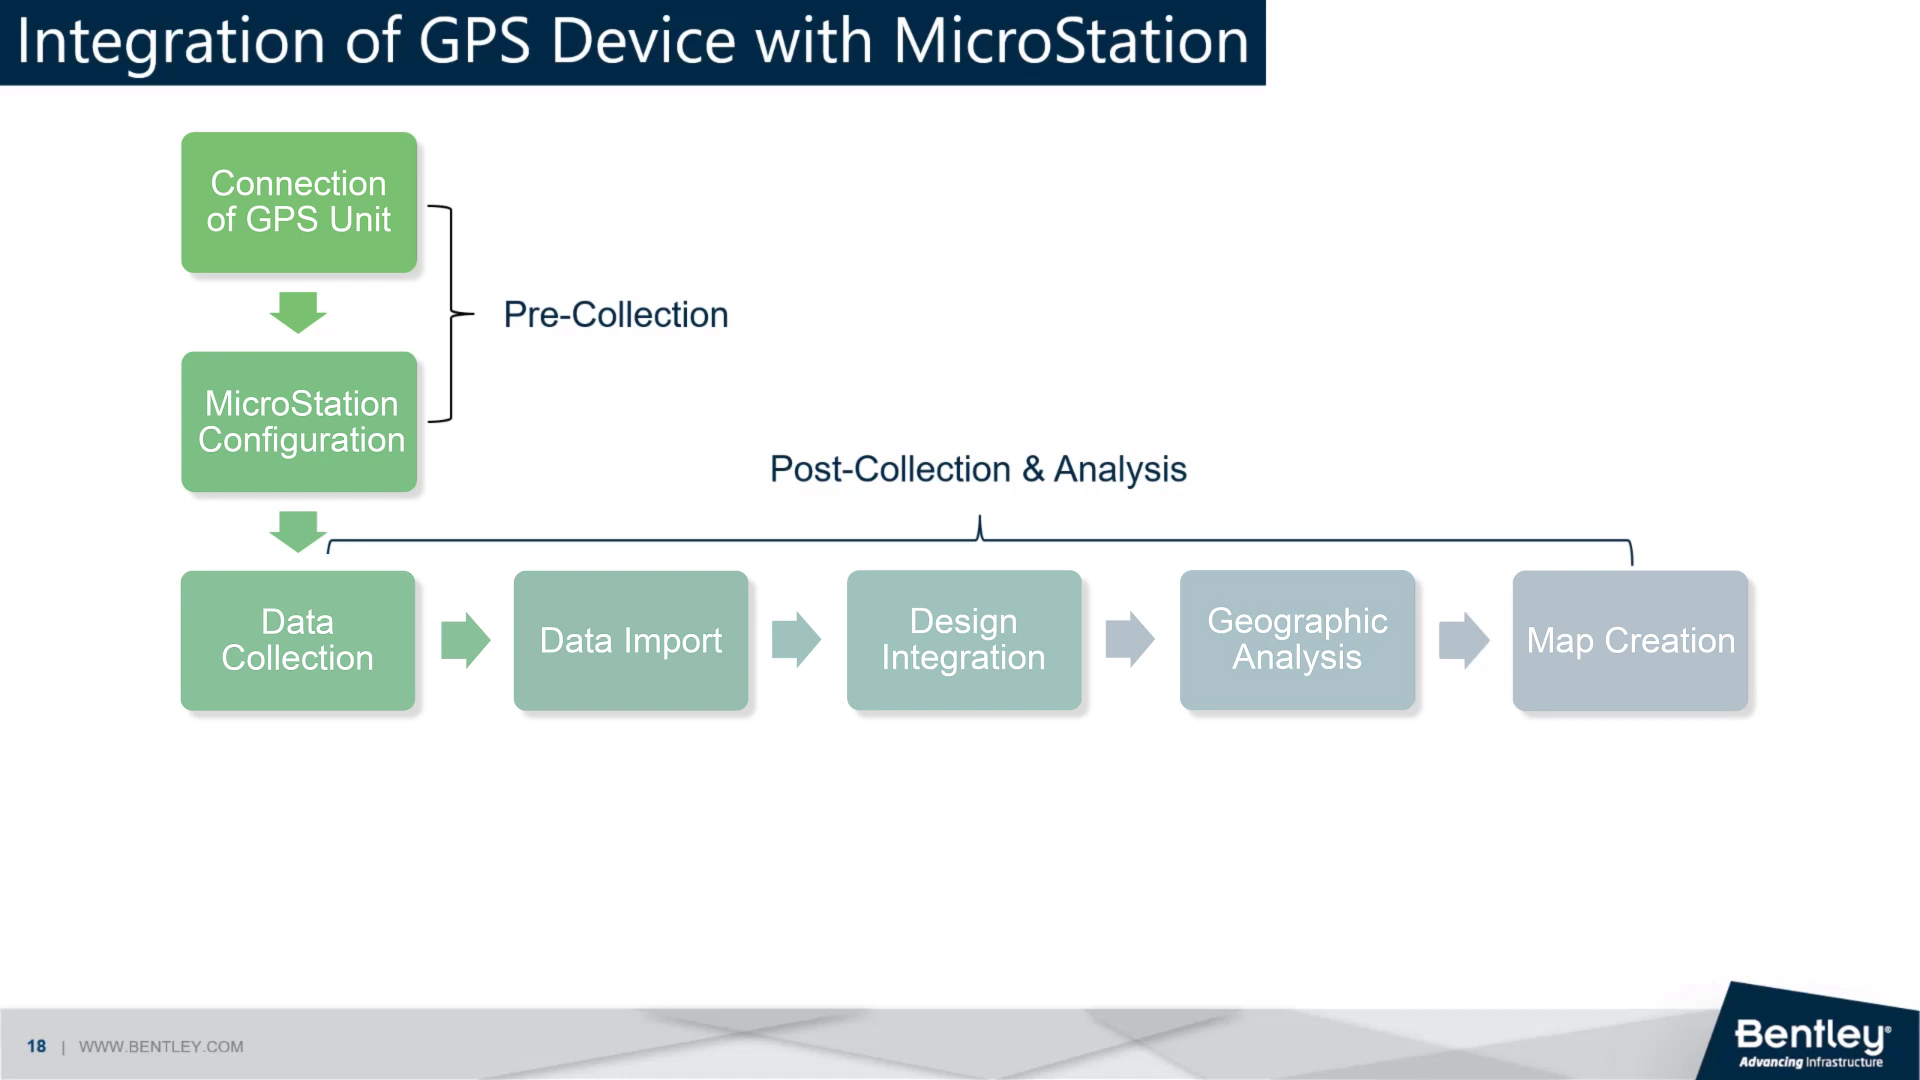 Integration of GPS Device with MicroStation
Connection
of GPS Unit
Pre-Collection
MicroStation
Configuration
Post-Collection & Analysis
Data
Collection
Data Import
Design
Integration
Geographic
Analysis
Map Creation
18 | WWW.BENTLEY.COM
Bentley®
Advancing Infrastructure